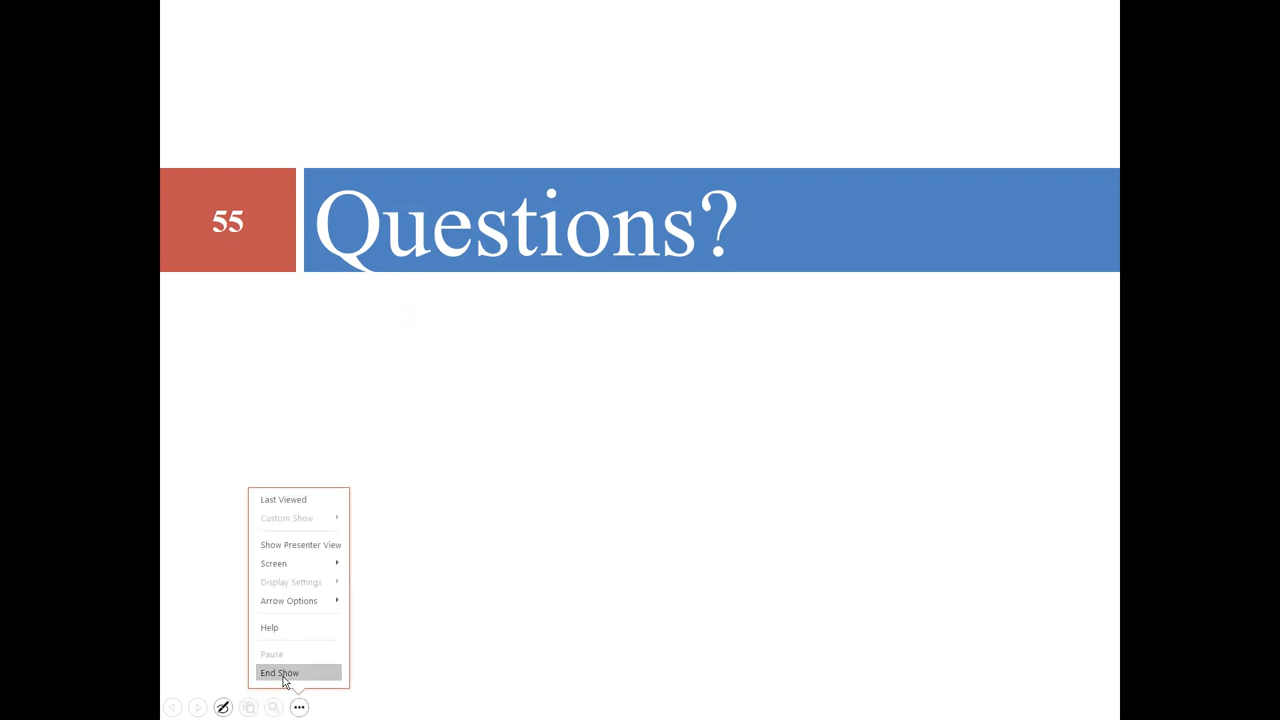 55
Questions?
Last Viewed
Custom Show
Show Presenter View
Screen
Display Settings
Arrow Options
Help
Pause
End Show